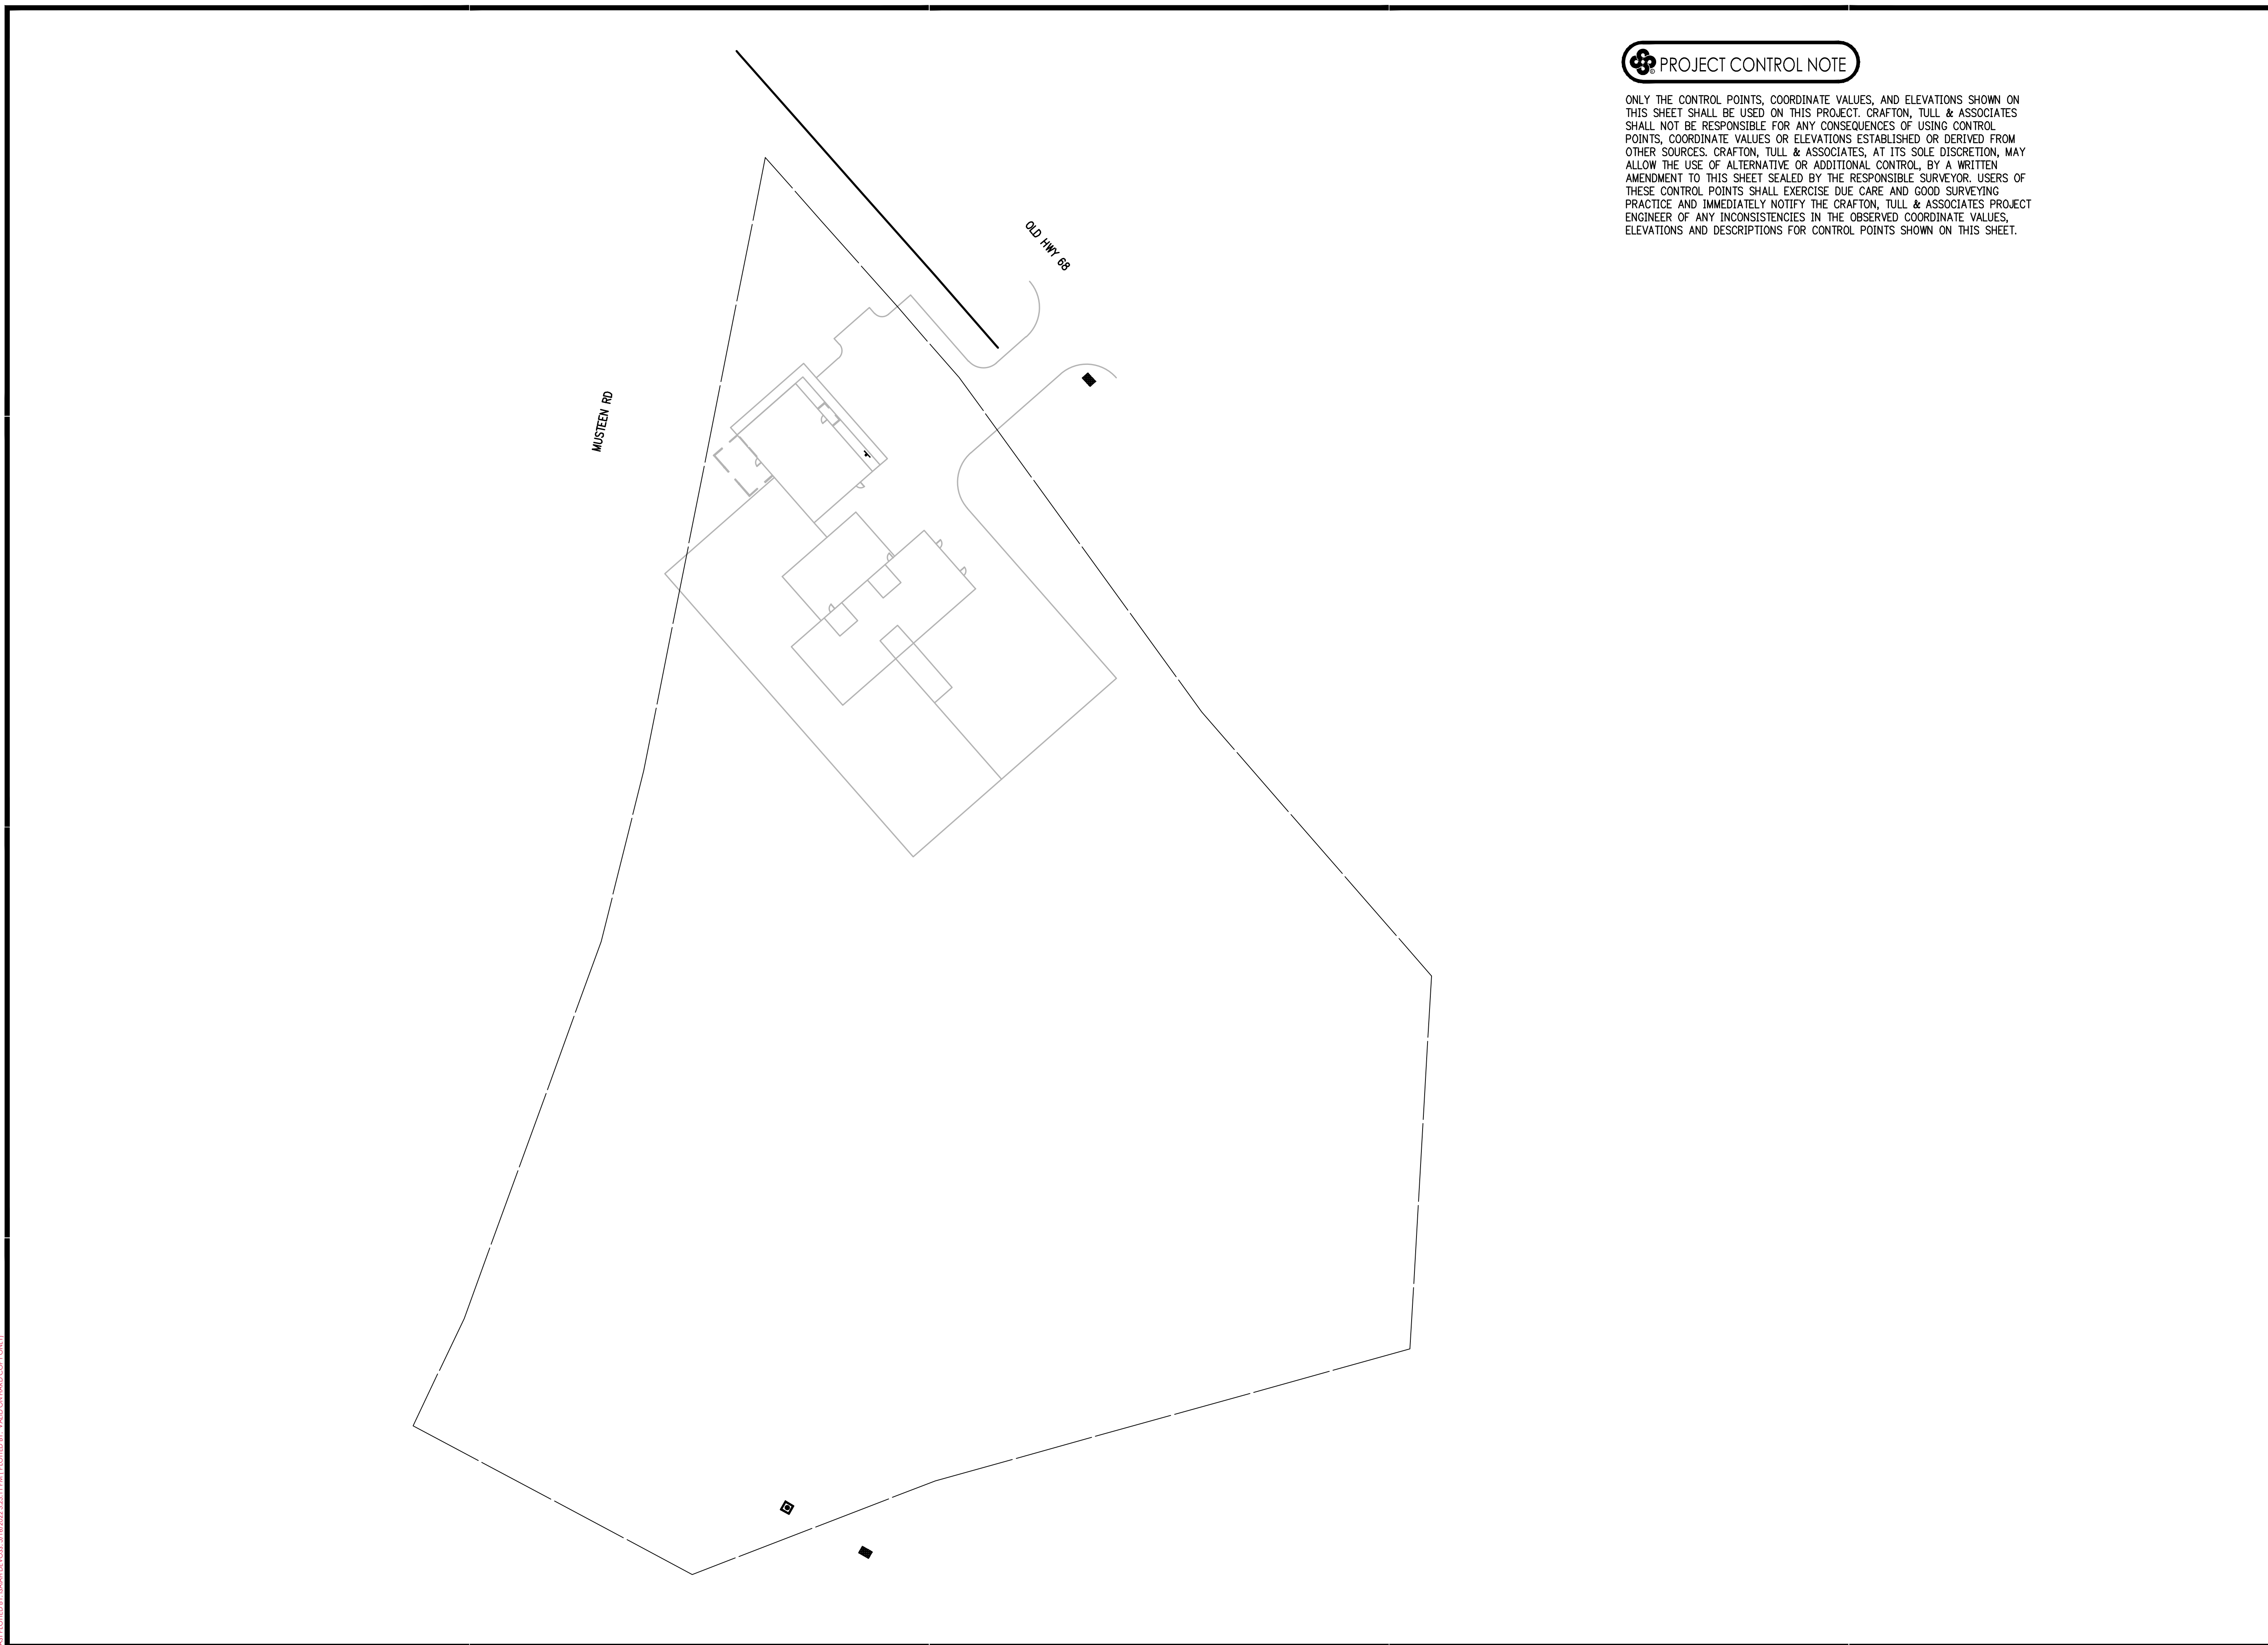 PROJECT CONTROL NOTE
ONLY THE CONTROL POINTS, COORDINATE VALUES, AND ELEVATIONS SHOWN ON
THIS SHEET SHALL BE USED ON THIS PROJECT. CRAFTON, TULL & ASSOCIATES
SHALL NOT BE RESPONSIBLE FOR ANY CONSEQUENCES OF USING CONTROL
POINTS, COORDINATE VALUES OR ELEVATIONS ESTABLISHED OR DERIVED FROM
OTHER SOURCES. CRAFTON, TULL & ASSOCIATES, AT ITS SOLE DISCRETION, MAY
ALLOW THE USE OF ALTERNATIVE OR ADDITIONAL CONTROL, BY A WRITTEN
AMENDMENT TO THIS SHEET SEALED BY THE RESPONSIBLE SURVEYOR. USERS OF
THESE CONTROL POINTS SHALL EXERCISE DUE CARE AND GOOD SURVEYING
PRACTICE AND IMMEDIATELY NOTIFY THE CRAFTON, TULL & ASSOCIATES PROJECT
ENGINEER OF ANY INCONSISTENCIES IN THE OBSERVED COORDINATE VALUES,
ELEVATIONS AND DESCRIPTIONS FOR CONTROL POINTS SHOWN ON THIS SHEET.
OLD HWY 68
MUSTEEN RD